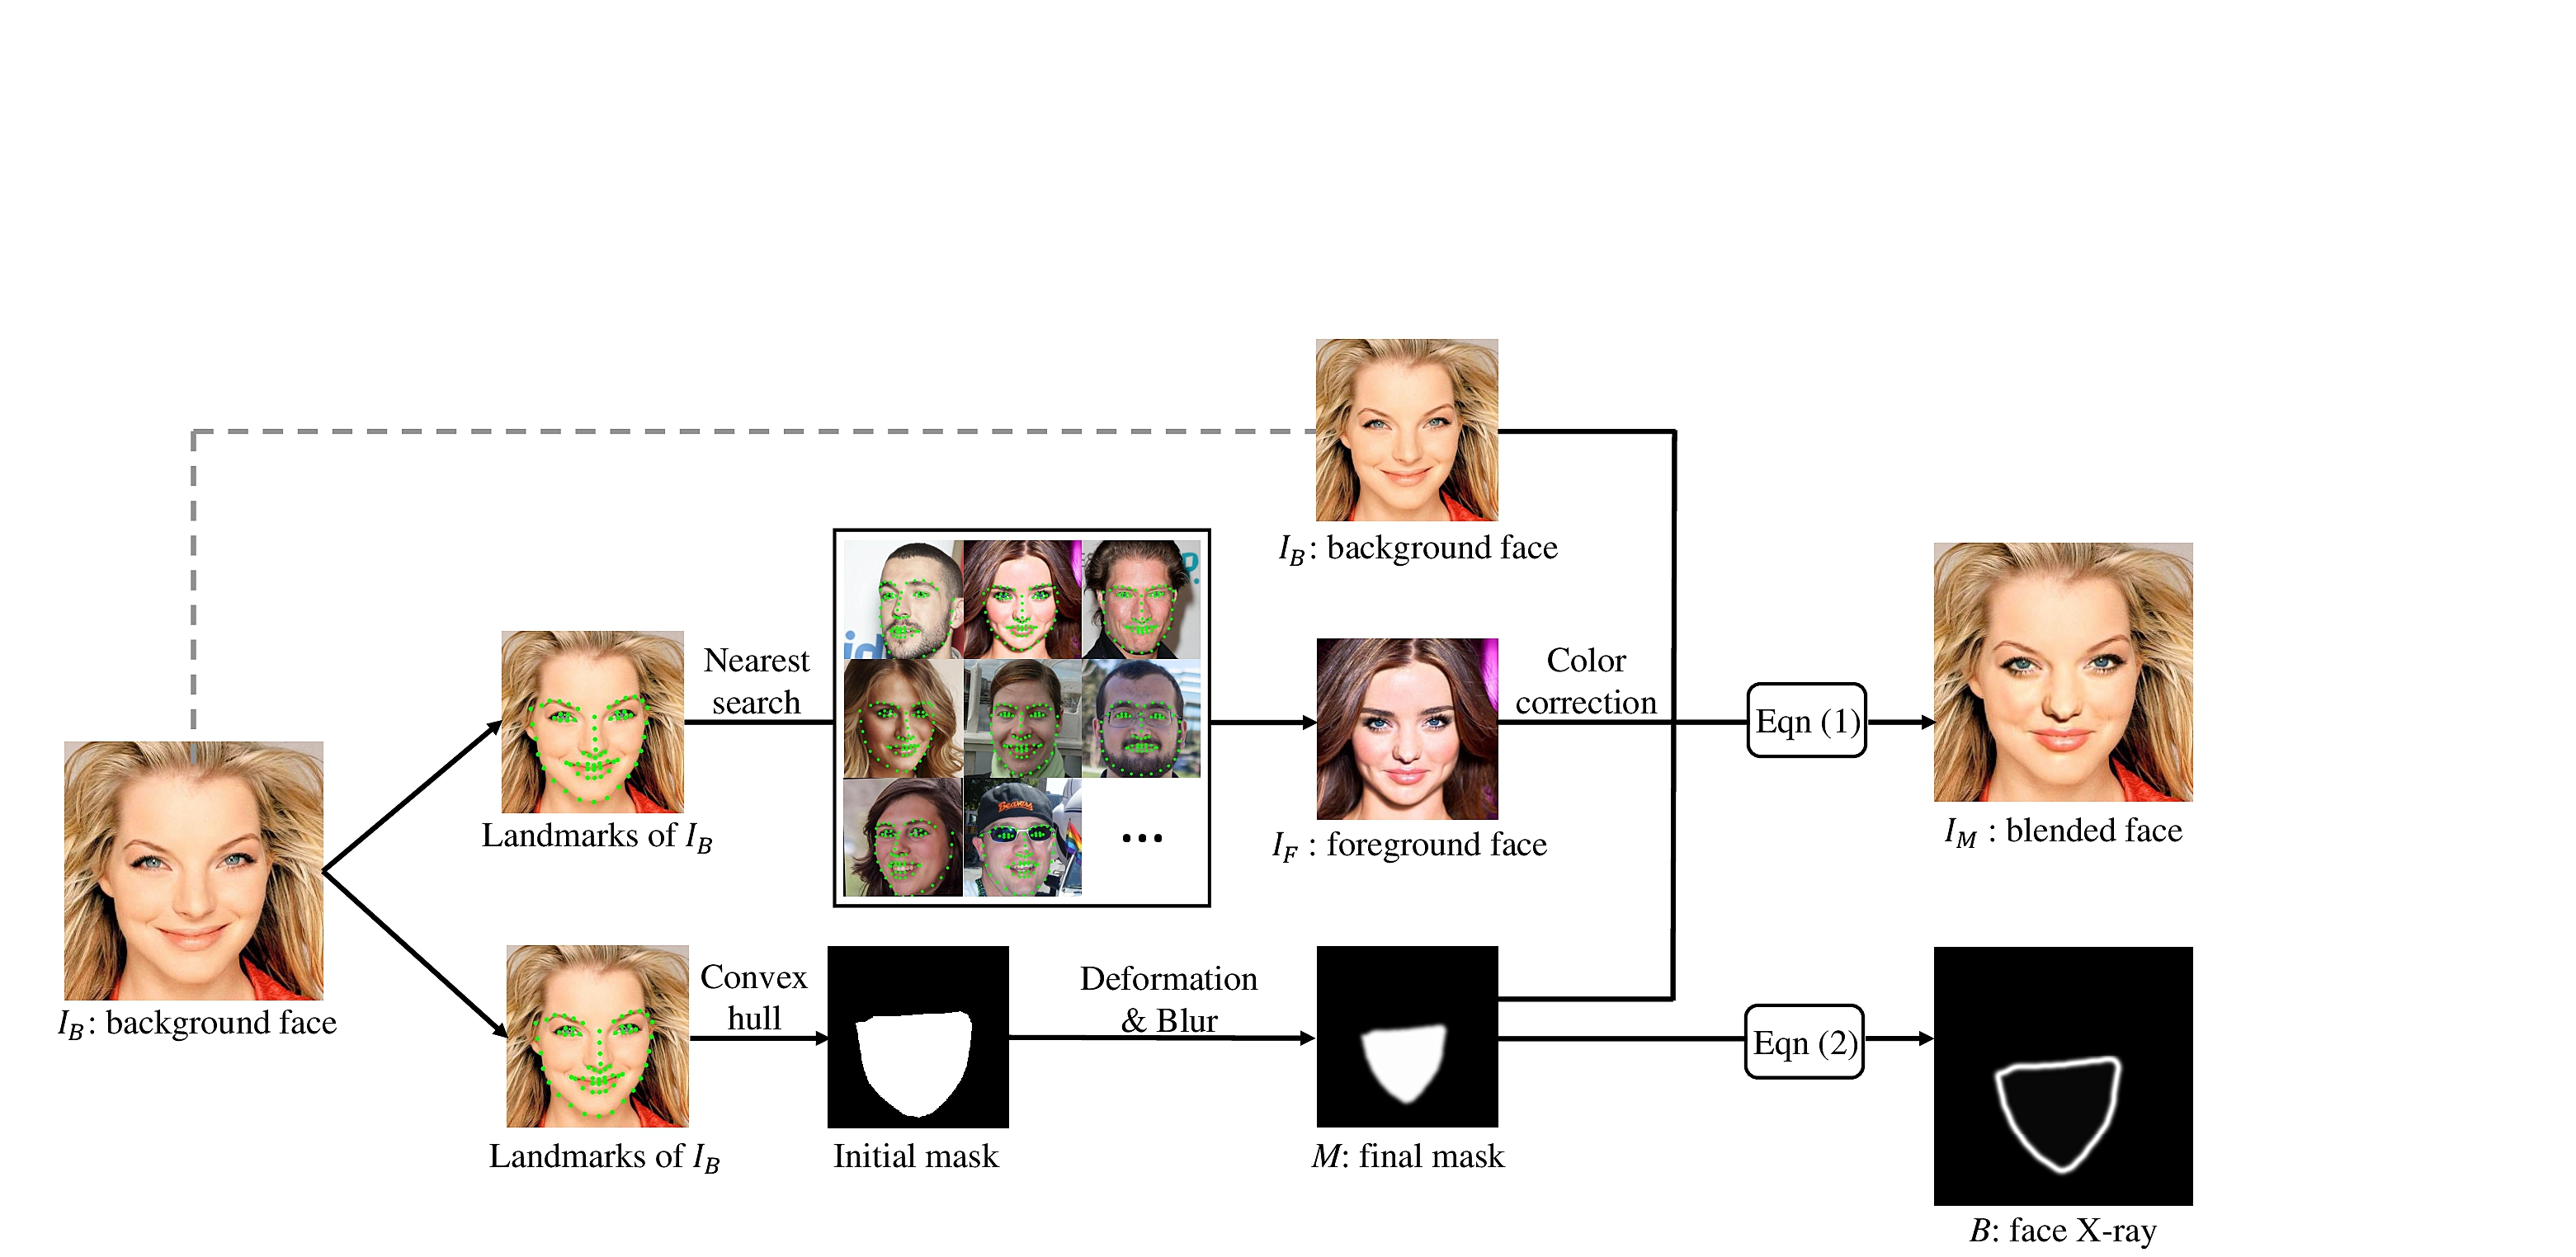 I_B: background face
Nearest
search
Color
correction
Eqn (1)
I_B: background face
Landmarks of I_B
Beavers
...
I_F : foreground face
I_M : blended face
Convex
hull
Deformation
& Blur
Eqn (2)
Landmarks of I_B
Initial mask
M: final mask
B: face X-ray